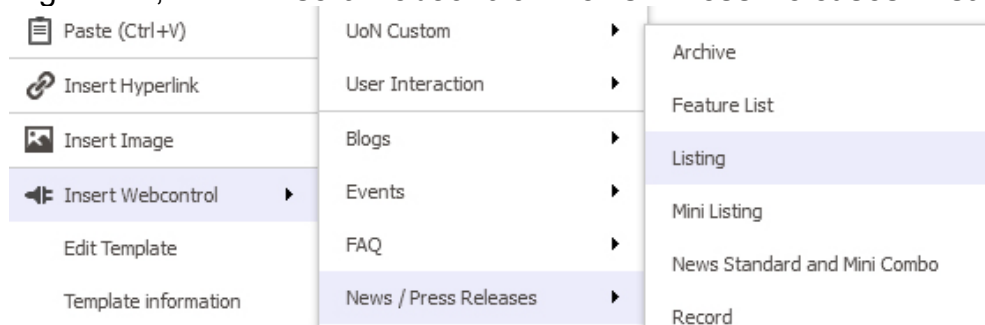 Paste (Ctrl+V)
Insert Hyperlink
Insert Image
Insert Webcontrol
Edit Template
Template information
UoN Custom
User Interaction
Blogs
Events
FAQ
News / Press Releases
Archive
Feature List
Listing
Mini Listing
News Standard and Mini Combo
Record